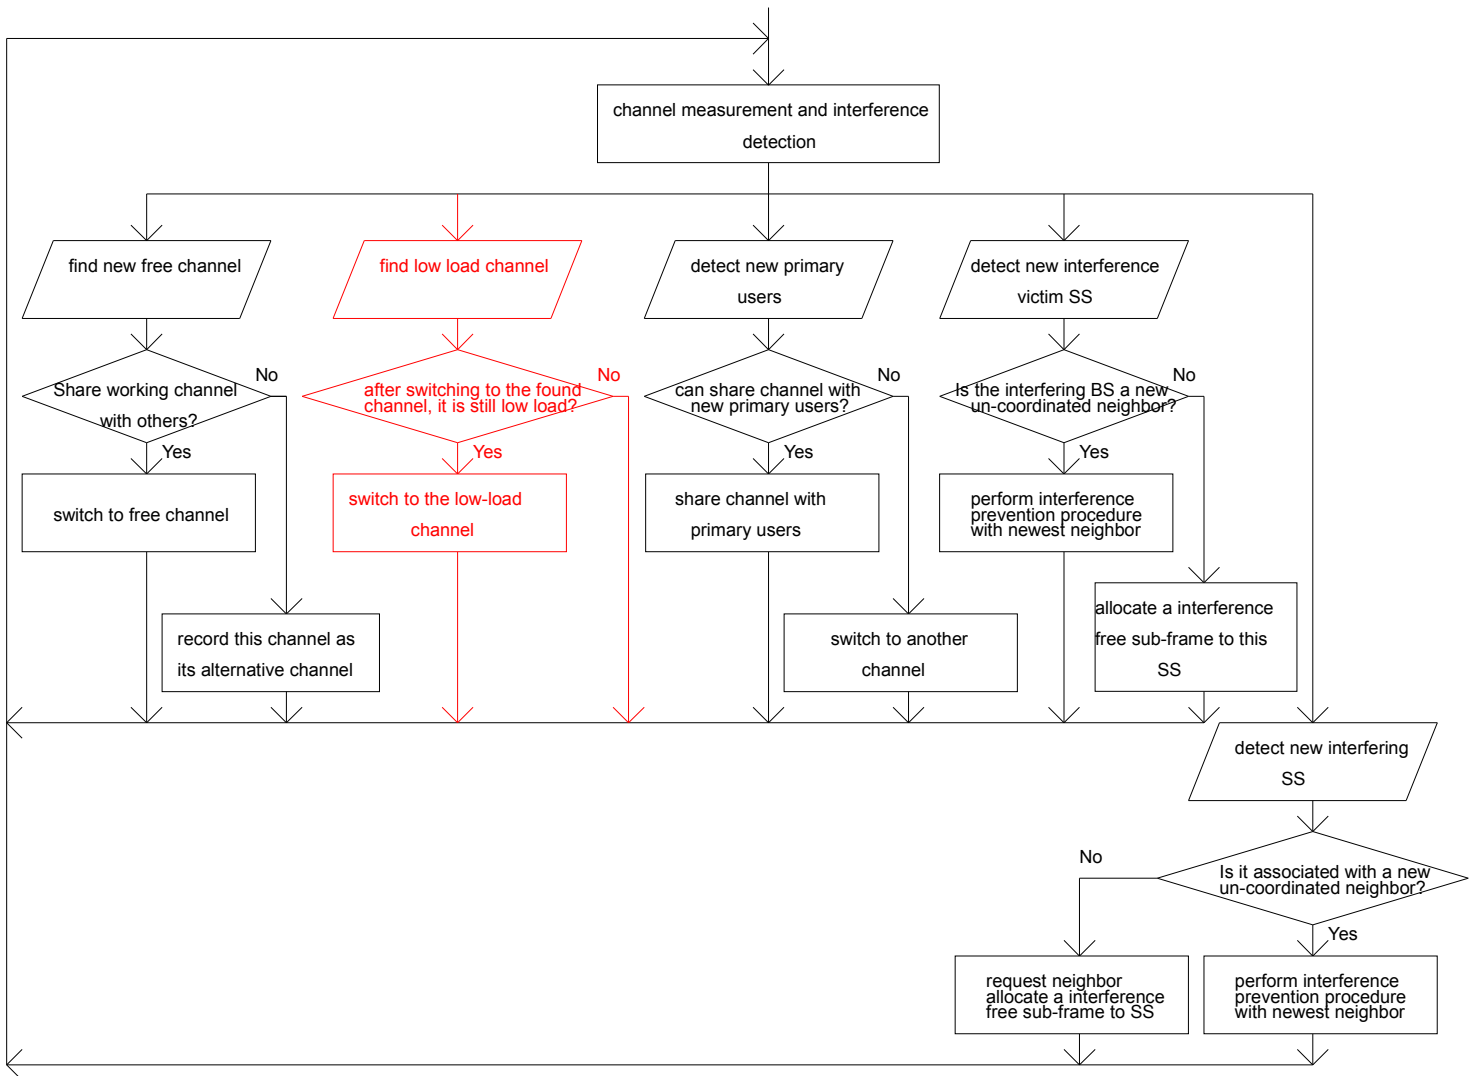 channel measurement and interference
detection
find new free channel
find low load channel
detect new primary
users
detect new interference
victim SS
Share working channel
with others?
No
Yes
after switching to the found
channel, it is still low load?
No
Yes
can share channel with
new primary users?
No
Yes
Is the interfering BS a new
un-coordinated neighbor?
No
Yes
switch to free channel
switch to the low-load
channel
share channel with
primary users
perform interference
prevention procedure
with newest neighbor
record this channel as
its alternative channel
switch to another
channel
allocate a interference
free sub-frame to this
SS
detect new interfering
SS
Is it associated with a new
un-coordinated neighbor?
No
Yes
request neighbor
allocate a interference
free sub-frame to SS
perform interference
prevention procedure
with newest neighbor